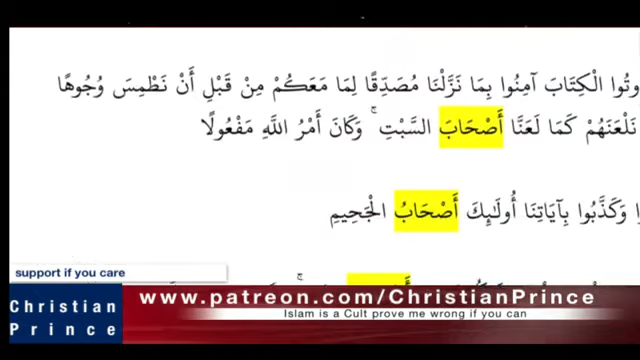 وتُوا الْكِتَابَ آمِنُوا بِمَا نَزَّلْنَا مُصَدِّقًا لِمَا مَعَكُمْ مِنْ قَبْلِ أَنْ نَطْمِسَ وُجُوهًا
نَلْعَنَهُمْ كَمَا لَعَنَّا أَصْحَابَ السَّبْتِ ۚ وَكَانَ أَمْرُ اللَّهِ مَفْعُولًا
وَكَذَّبُوا بِآيَاتِنَا أُولَٰئِكَ أَصْحَابُ الْجَحِيمِ
support if you care
Christian
Prince
www.patreon.com/ChristianPrince
Islam is a Cult prove me wrong if you can